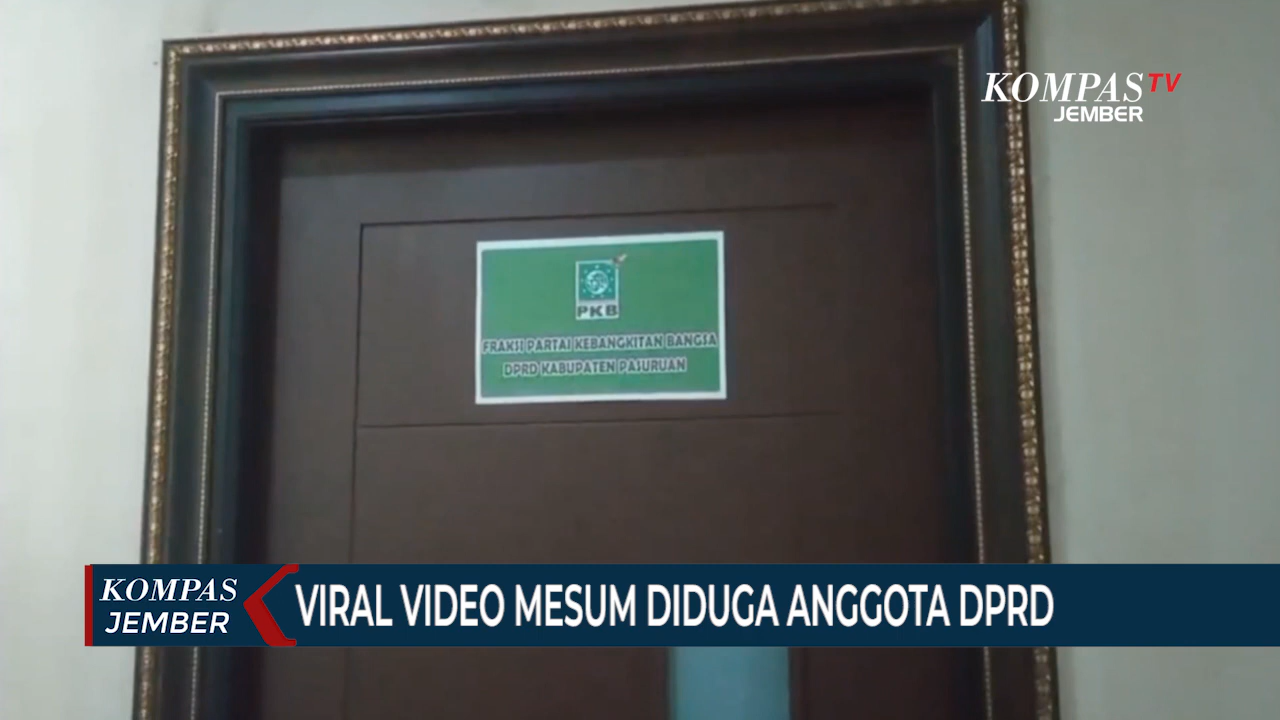 KOMPAS TV
JEMBER
PKB
FRAKSI PARTAI KEBANGKITAN BANGSA
DPRD KABUPATEN PASURUAN
KOMPAS
JEMBER
VIRAL VIDEO MESUM DIDUGA ANGGOTA DPRD